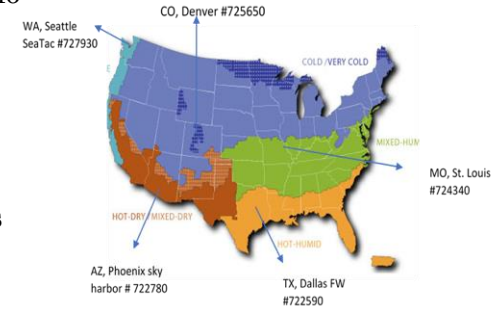 CO, Denver #725650
WA, Seattle
SeaTac #727930
COLD /VERY COLD
E
MIXED-HUM
MO, St. Louis
#724340
HOT-DRY/MIXED-DRY
HOT-HUMID
AZ, Phoenix sky
harbor # 722780
TX, Dallas FW
#722590